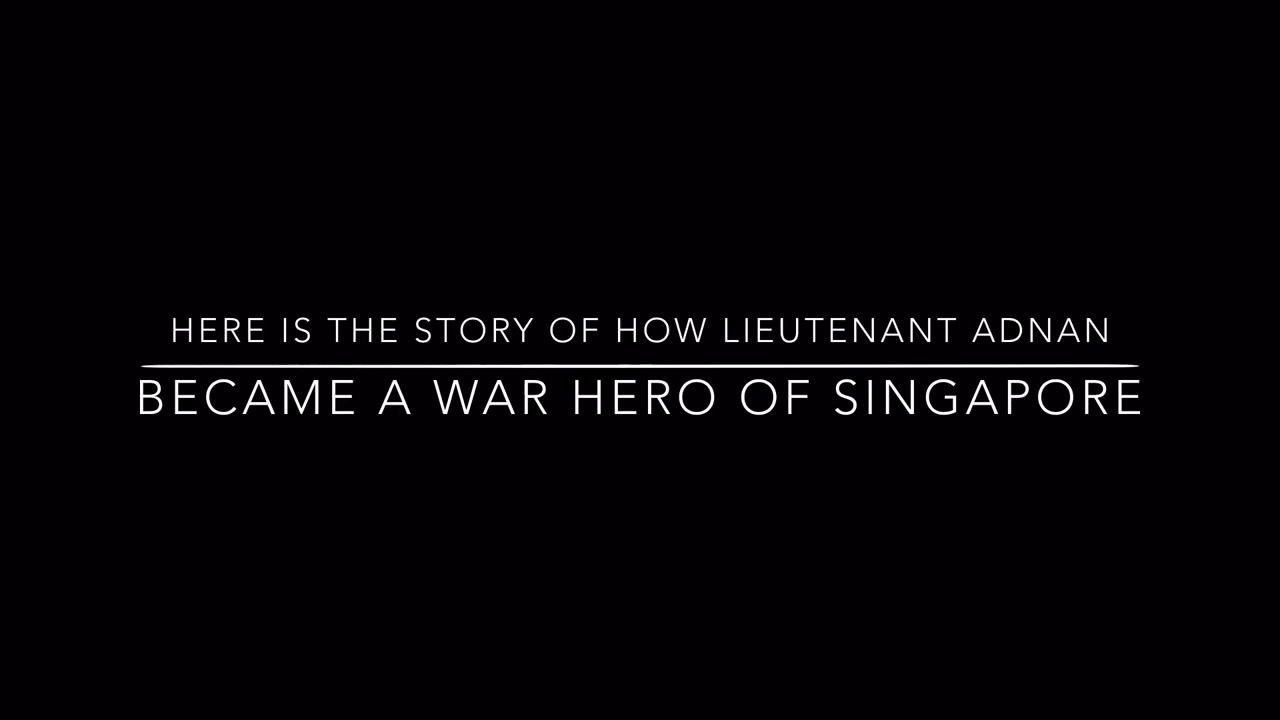 HERE IS THE STORY OF HOW LIEUTENANT ADNAN
BECAME A WAR HERO OF SINGAPORE